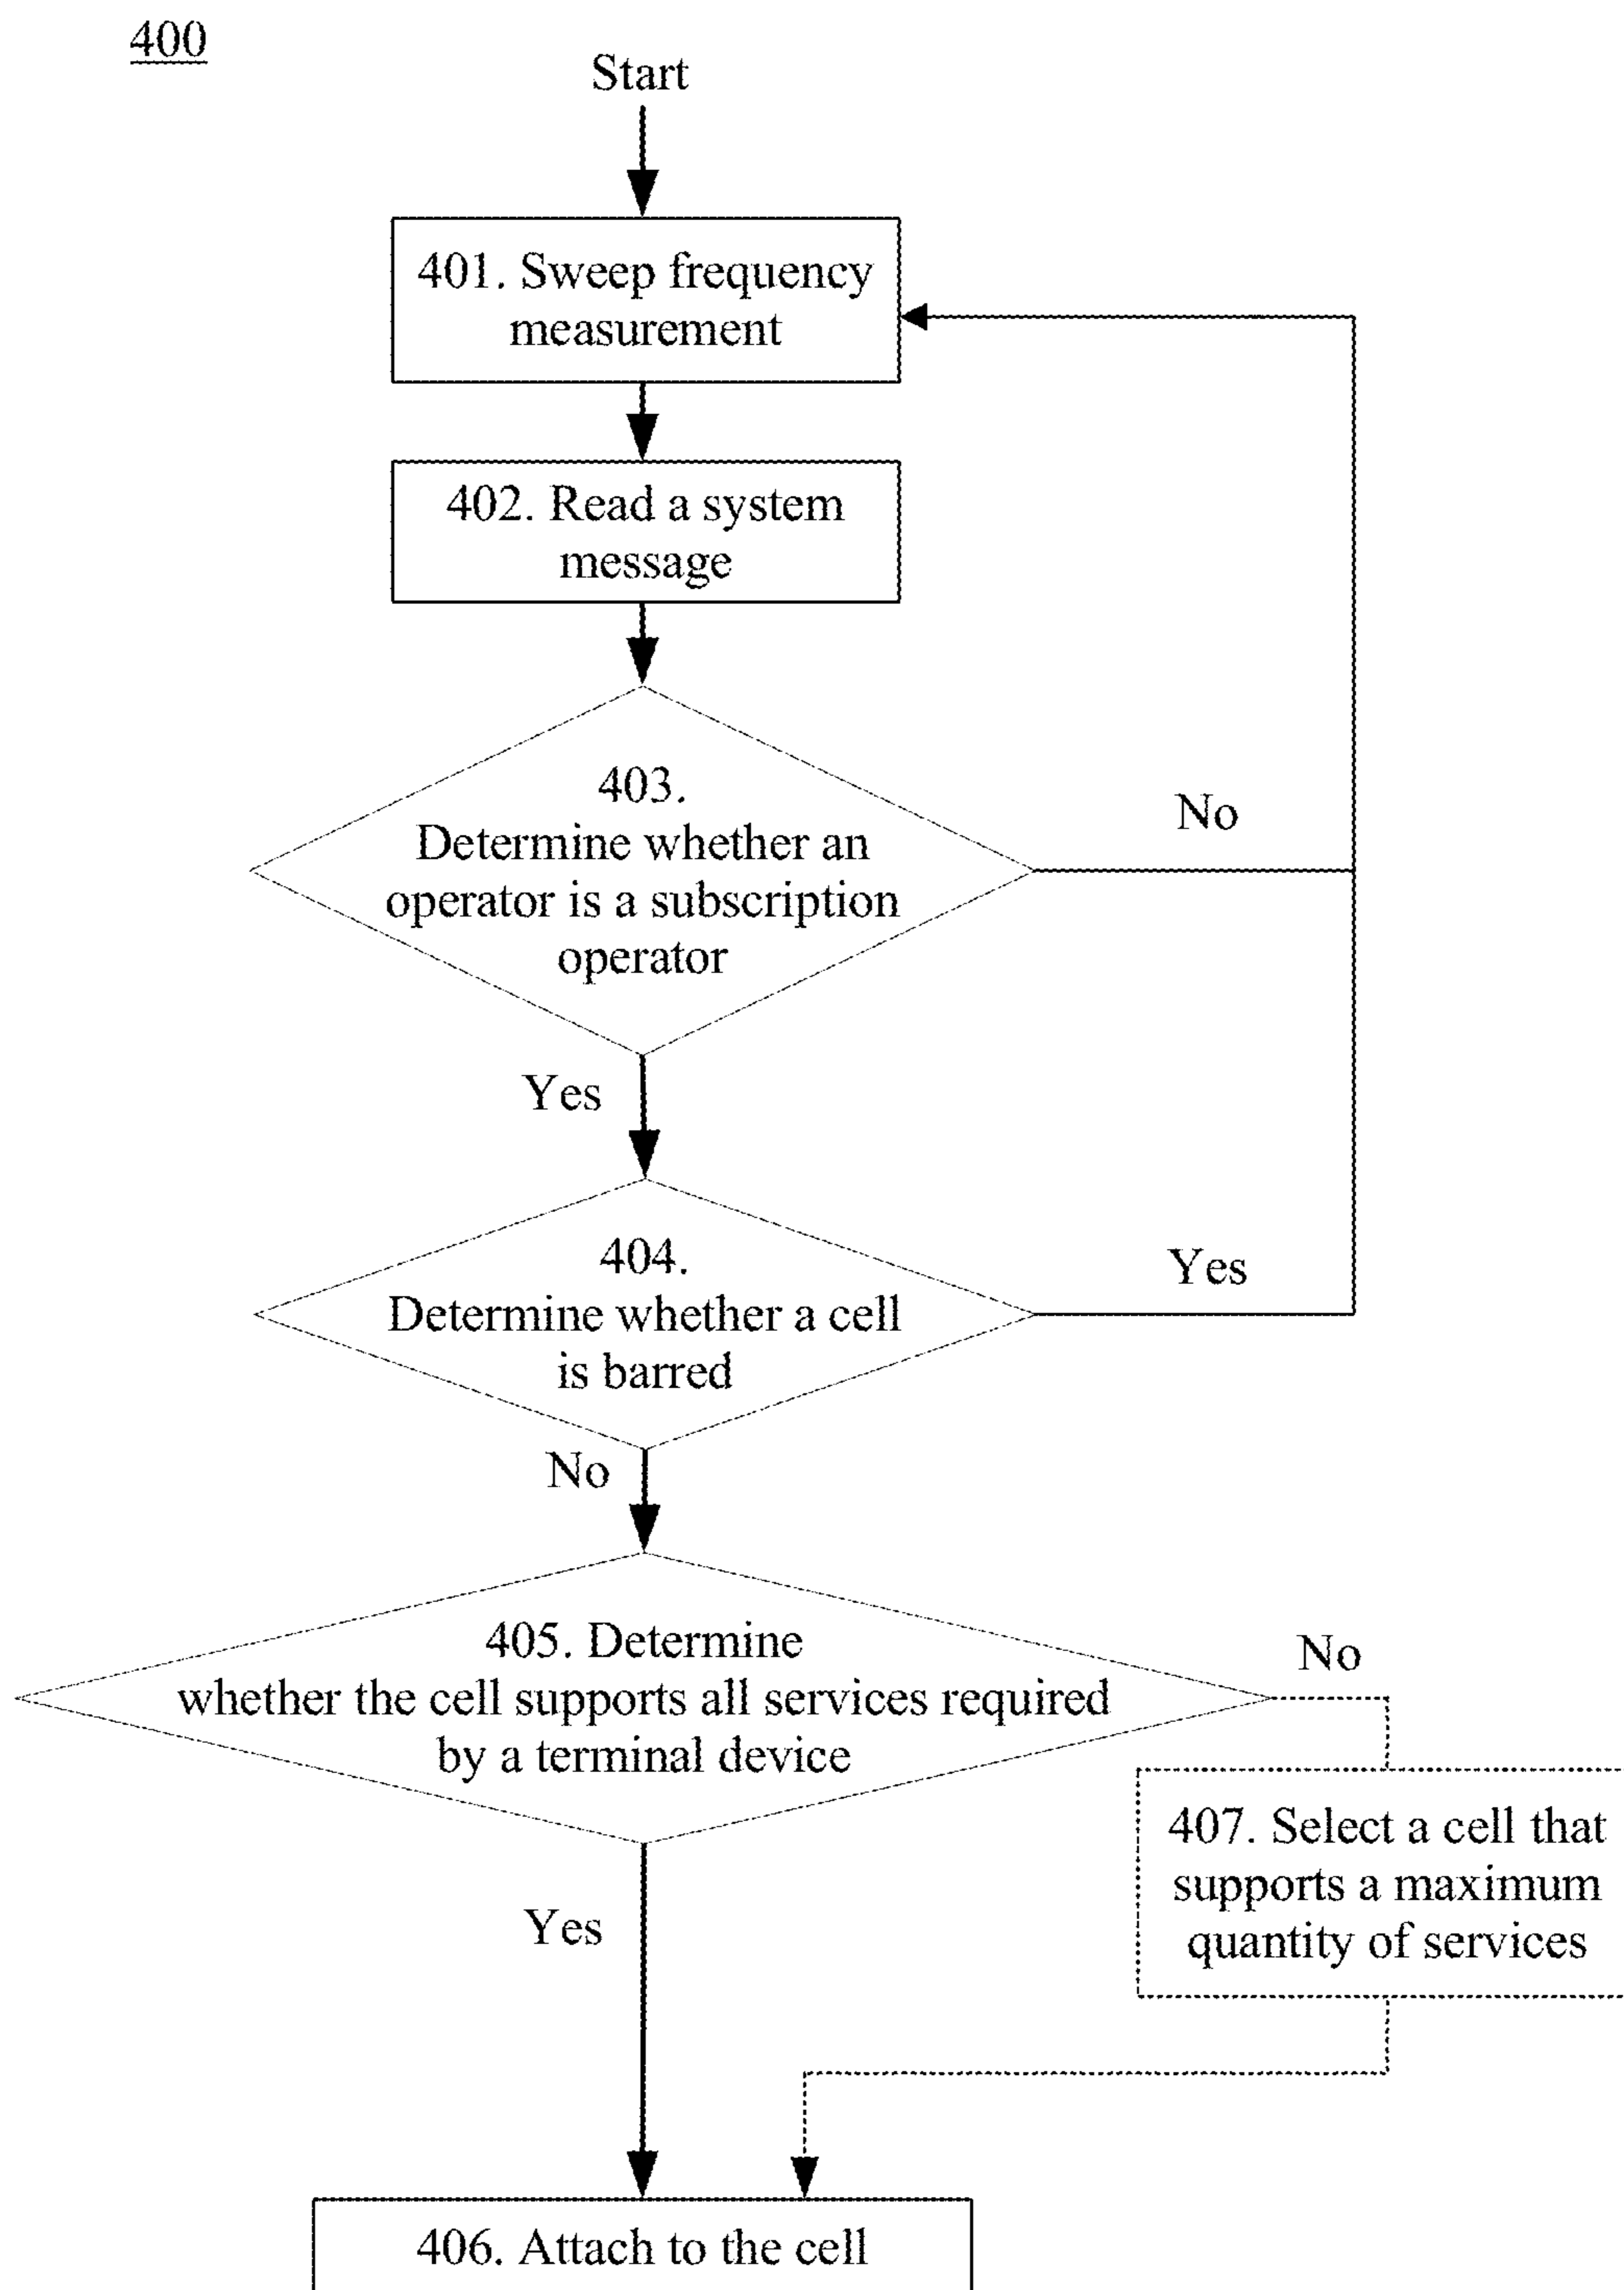 400
Start
401. Sweep frequency
measurement
402. Read a system
message
403.
Determine whether an
operator is a subscription
operator
No
Yes
404.
Determine whether a cell
is barred
Yes
No
405. Determine
whether the cell supports all services required
by a terminal device
No
407. Select a cell that
supports a maximum
quantity of services
Yes
406. Attach to the cell